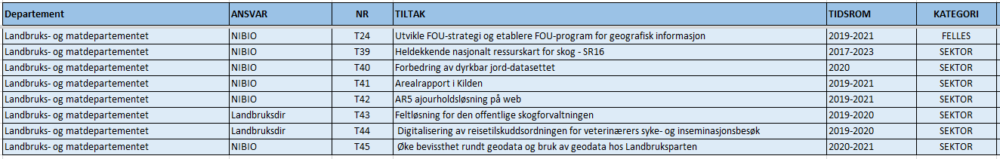 Departement ANSVAR NR TILTAK TIDSROM KATEGORI
Landbruks- og matdepartementet NIBIO T24 Utvikle FOU-strategi og etablere FOU-program for geografisk informasjon 2019-2021 FELLES
Landbruks- og matdepartementet NIBIO T39 Heldekkende nasjonalt ressurskart for skog - SR16 2017-2023 SEKTOR
Landbruks- og matdepartementet NIBIO T40 Forbedring av dyrkbar jord-datasettet 2020 SEKTOR
Landbruks- og matdepartementet NIBIO T41 Arealrapport i Kilden 2019-2021 SEKTOR
Landbruks- og matdepartementet NIBIO T42 AR5 ajourholdsløsning på web 2019-2021 SEKTOR
Landbruks- og matdepartementet Landbruksdir T43 Feltløsning for den offentlige skogforvaltningen 2019-2020 SEKTOR
Landbruks- og matdepartementet Landbruksdir T44 Digitalisering av reisetilskuddsordningen for veterinærers syke- og inseminasjonsbesøk 2019-2020 SEKTOR
Landbruks- og matdepartementet NIBIO T45 Øke bevissthet rundt geodata og bruk av geodata hos Landbruksparten 2020-2021 SEKTOR